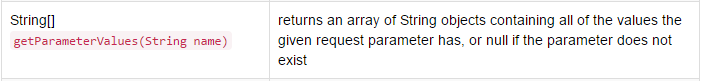 String[]
getParameterValues(String name)
returns an array of String objects containing all of the values the
given request parameter has, or null if the parameter does not
exist